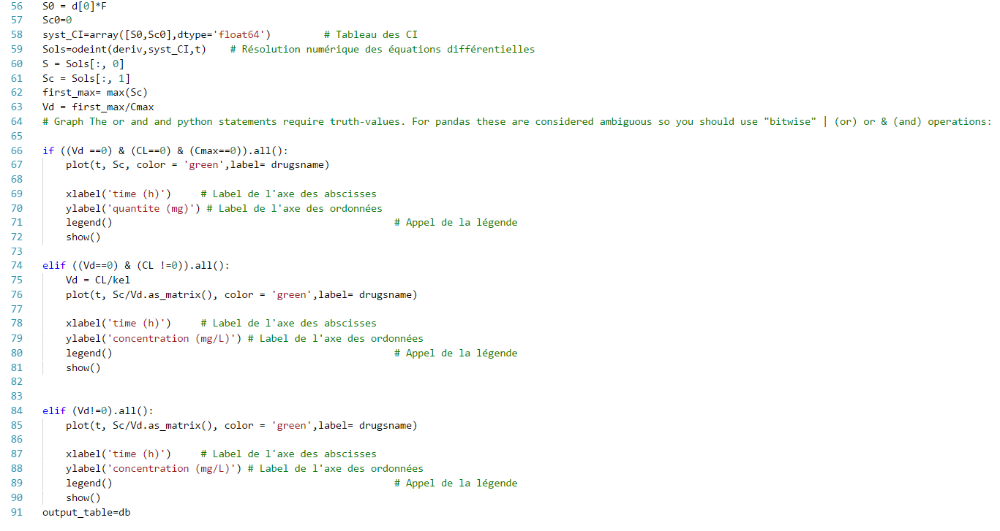 56 S0 = d[0]*F
57 Sc0=0
58 syst_CI=array([S0,Sc0],dtype='float64') # Tableau des CI
59 Sols=odeint(deriv,syst_CI,t) # Résolution numérique des équations différentielles
60 S = Sols[:, 0]
61 Sc = Sols[:, 1]
62 first_max= max(Sc)
63 Vd = first_max/Cmax
64 # Graph The or and and python statements require truth-values. For pandas these are considered ambiguous so you should use "bitwise" | (or) or & (and) operations:
65
66 if ((Vd ==0) & (CL==0) & (Cmax==0)).all():
67 plot(t, Sc, color = 'green',label= drugsname)
68
69 xlabel('time (h)') # Label de l'axe des abscisses
70 ylabel('quantite (mg)') # Label de l'axe des ordonnées
71 legend() # Appel de la légende
72 show()
73
74 elif ((Vd==0) & (CL !=0)).all():
75 Vd = CL/kel
76 plot(t, Sc/Vd.as_matrix(), color = 'green',label= drugsname)
77
78 xlabel('time (h)') # Label de l'axe des abscisses
79 ylabel('concentration (mg/L)') # Label de l'axe des ordonnées
80 legend() # Appel de la légende
81 show()
82
83
84 elif (Vd!=0).all():
85 plot(t, Sc/Vd.as_matrix(), color = 'green',label= drugsname)
86
87 xlabel('time (h)') # Label de l'axe des abscisses
88 ylabel('concentration (mg/L)') # Label de l'axe des ordonnées
89 legend() # Appel de la légende
90 show()
91 output_table=db